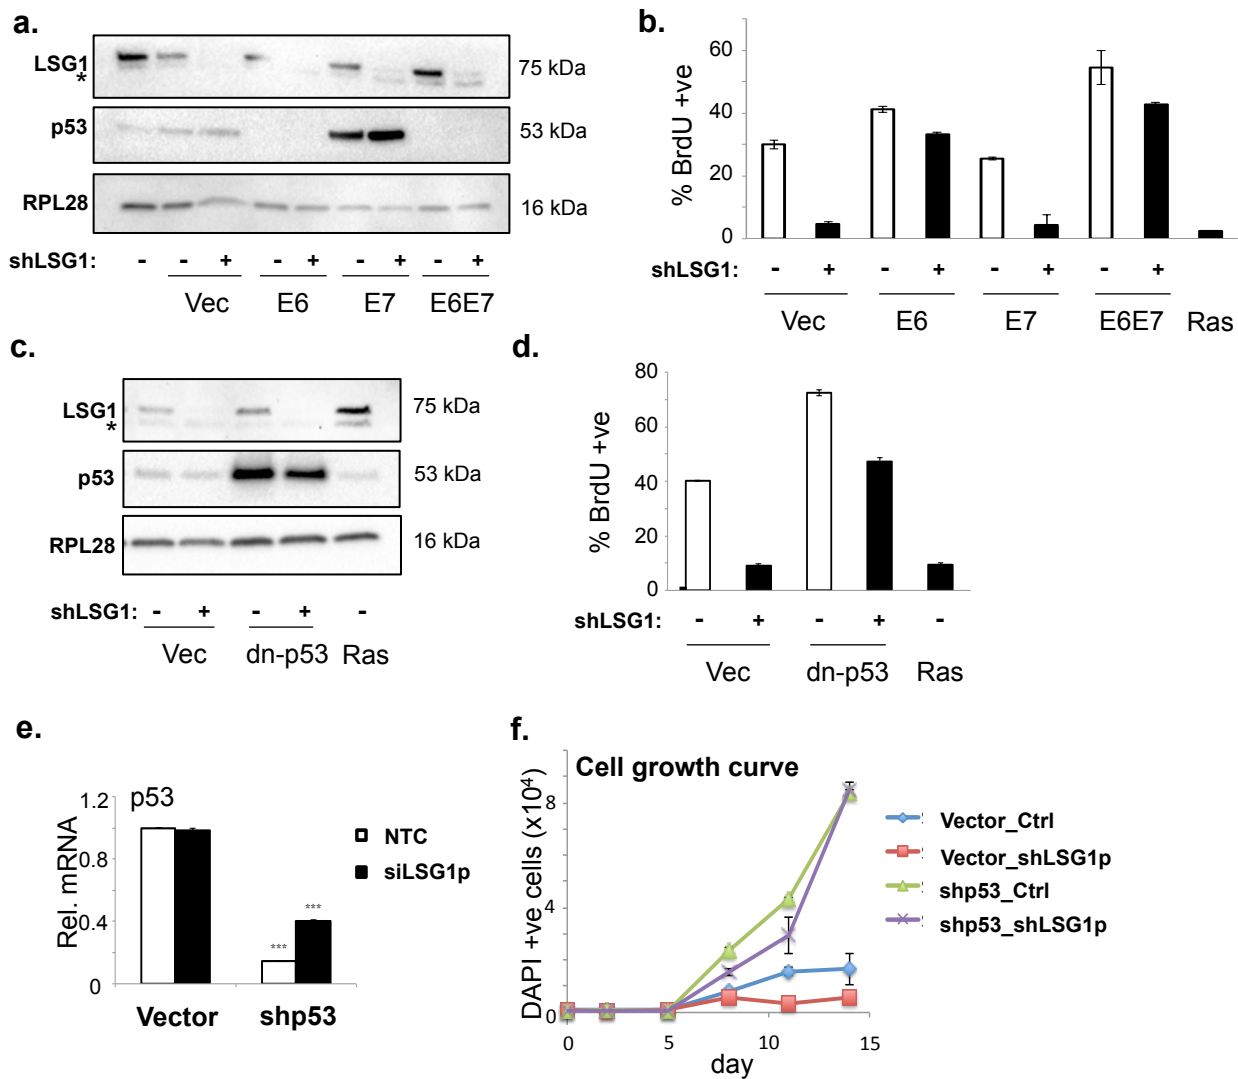 a.
LSG1
*
75 kDa
p53
53 kDa
RPL28
16 kDa
shLSG1: - - + - + - + - +
Vec E6 E7 E6E7
b.
% BrdU +ve
60
40
20
0
shLSG1: - + - + - + - +
Vec E6 E7 E6E7 Ras
c.
LSG1
*
75 kDa
p53
53 kDa
RPL28
16 kDa
shLSG1: - + - + -
Vec dn-p53 Ras
d.
% BrdU +ve
80
60
40
20
0
shLSG1: - + - + -
Vec dn-p53 Ras
e.
p53
Rel. mRNA
1.2
0.8
0.4
0
*** ***
Vector shp53
NTC
siLSG1p
f.
Cell growth curve
DAPI +ve cells (x10⁴)
8
4
0
0 5 10 15
day
Vector_Ctrl
Vector_shLSG1p
shp53_Ctrl
shp53_shLSG1p